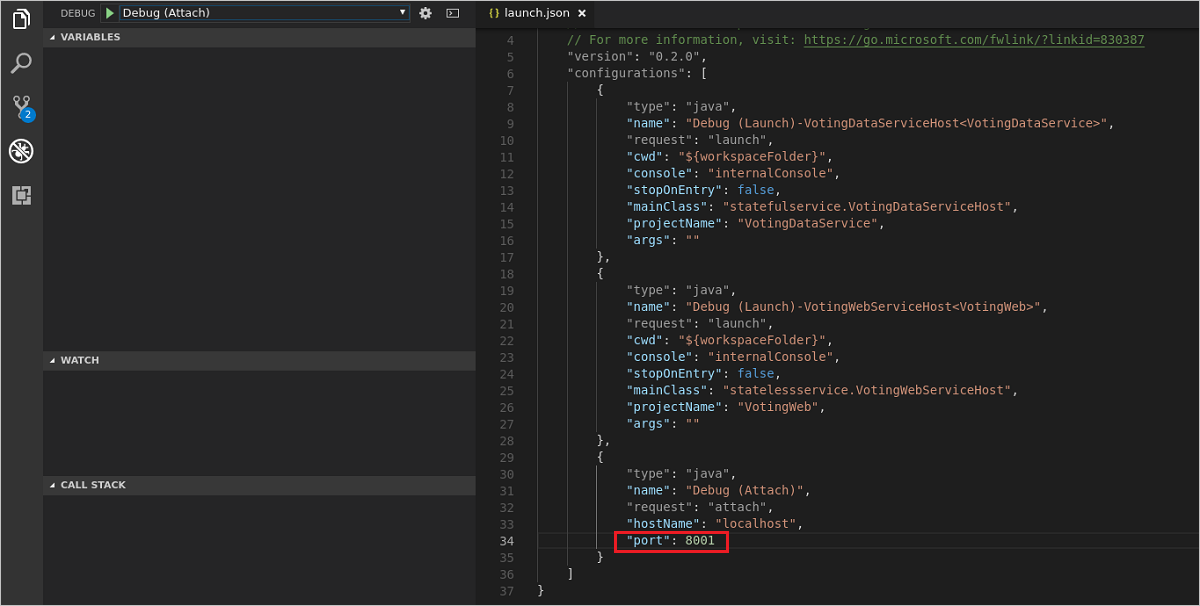 DEBUG Debug (Attach)
VARIABLES
WATCH
CALL STACK
2
{} launch.json
4 // For more information, visit: https://go.microsoft.com/fwlink/?linkid=830387
5 "version": "0.2.0",
6 "configurations": [
7 {
8 "type": "java",
9 "name": "Debug (Launch)-VotingDataServiceHost<VotingDataService>",
10 "request": "launch",
11 "cwd": "${workspaceFolder}",
12 "console": "internalConsole",
13 "stopOnEntry": false,
14 "mainClass": "statefulservice.VotingDataServiceHost",
15 "projectName": "VotingDataService",
16 "args": ""
17 },
18 {
19 "type": "java",
20 "name": "Debug (Launch)-VotingWebServiceHost<VotingWeb>",
21 "request": "launch",
22 "cwd": "${workspaceFolder}",
23 "console": "internalConsole",
24 "stopOnEntry": false,
25 "mainClass": "statelessservice.VotingWebServiceHost",
26 "projectName": "VotingWeb",
27 "args": ""
28 },
29 {
30 "type": "java",
31 "name": "Debug (Attach)",
32 "request": "attach",
33 "hostName": "localhost",
34 "port": 8001
35 }
36 ]
37 }